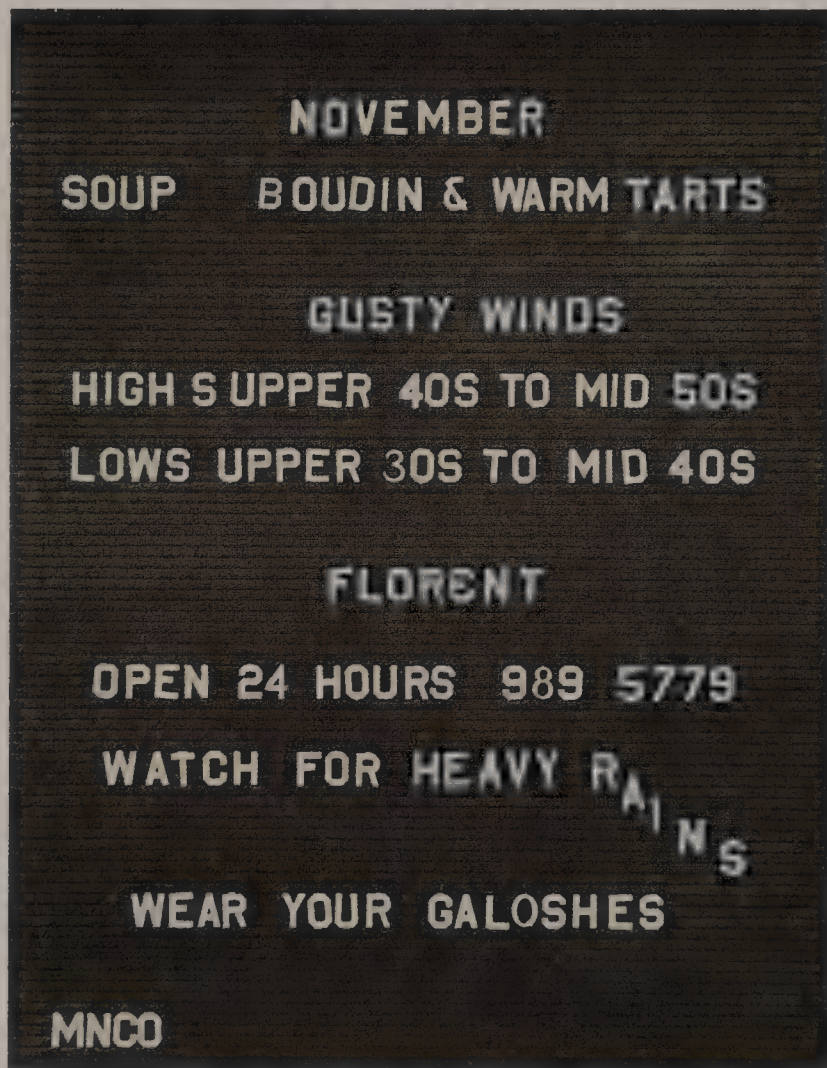 NOVEMBER
SOUP BOUDIN & WARM TARTS
GUSTY WINDS
HIGHS UPPER 40S TO MID 50S
LOWS UPPER 30S TO MID 40S
FLORENT
OPEN 24 HOURS 989 5779
WATCH FOR HEAVY RAINS
WEAR YOUR GALOSHES
MNCO